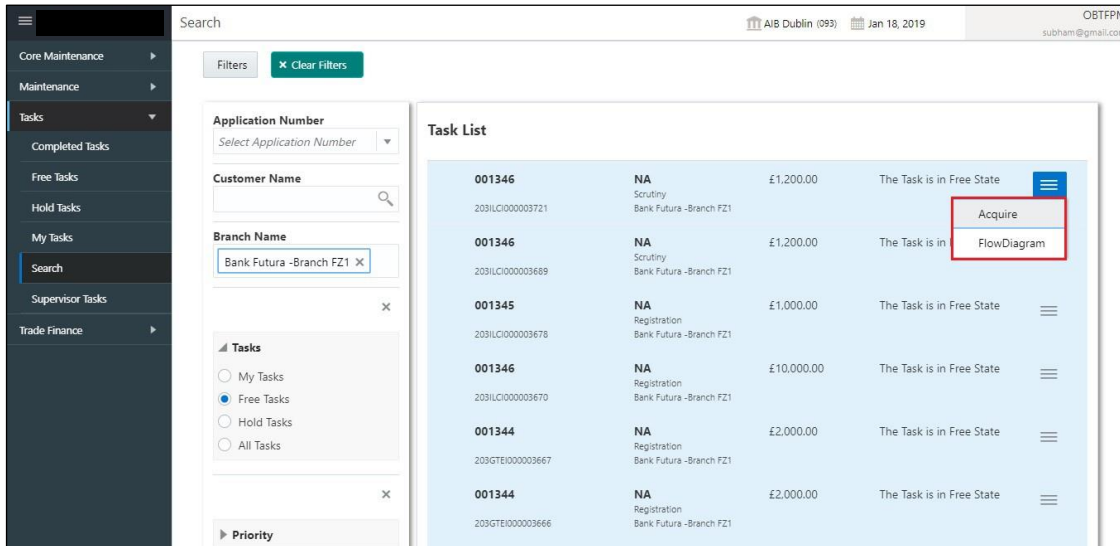 Search
AIB Dublin (093)
Jan 18, 2019
OBTFPM
subham@gmail.com
Core Maintenance
Maintenance
Tasks
Completed Tasks
Free Tasks
Hold Tasks
My Tasks
Search
Supervisor Tasks
Trade Finance
Filters
× Clear Filters
Application Number
Select Application Number
Customer Name
Branch Name
Bank Futura -Branch FZ1 ×
×
Tasks
My Tasks
Free Tasks
Hold Tasks
All Tasks
×
Priority
Task List
001346 NA £1,200.00 The Task is in Free State
Scrutiny
203ILCI000003721 Bank Futura -Branch FZ1
Acquire
FlowDiagram
001346 NA £1,200.00 The Task is in
Scrutiny
203ILCI000003689 Bank Futura -Branch FZ1
001345 NA £1,000.00 The Task is in Free State
Registration
203ILCI000003678 Bank Futura -Branch FZ1
001346 NA £10,000.00 The Task is in Free State
Registration
203ILCI000003670 Bank Futura -Branch FZ1
001344 NA £2,000.00 The Task is in Free State
Registration
203GTEI000003667 Bank Futura -Branch FZ1
001344 NA £2,000.00 The Task is in Free State
Registration
203GTEI000003666 Bank Futura -Branch FZ1